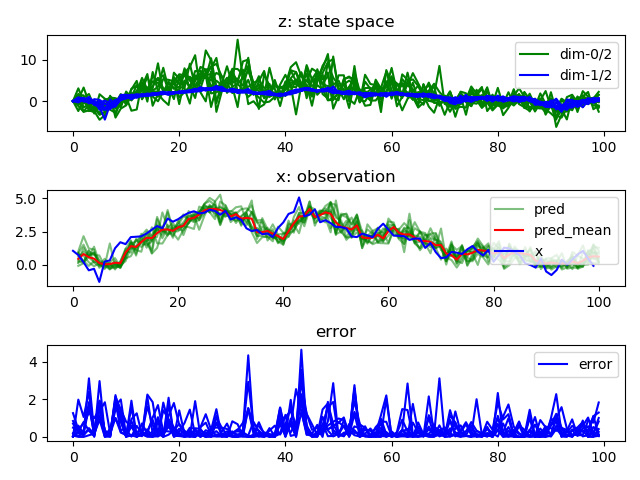 z: state space
10
0
dim-0/2
dim-1/2
0 20 40 60 80 100
x: observation
5.0
2.5
0.0
pred
pred_mean
x
0 20 40 60 80 100
error
4
2
0
error
0 20 40 60 80 100